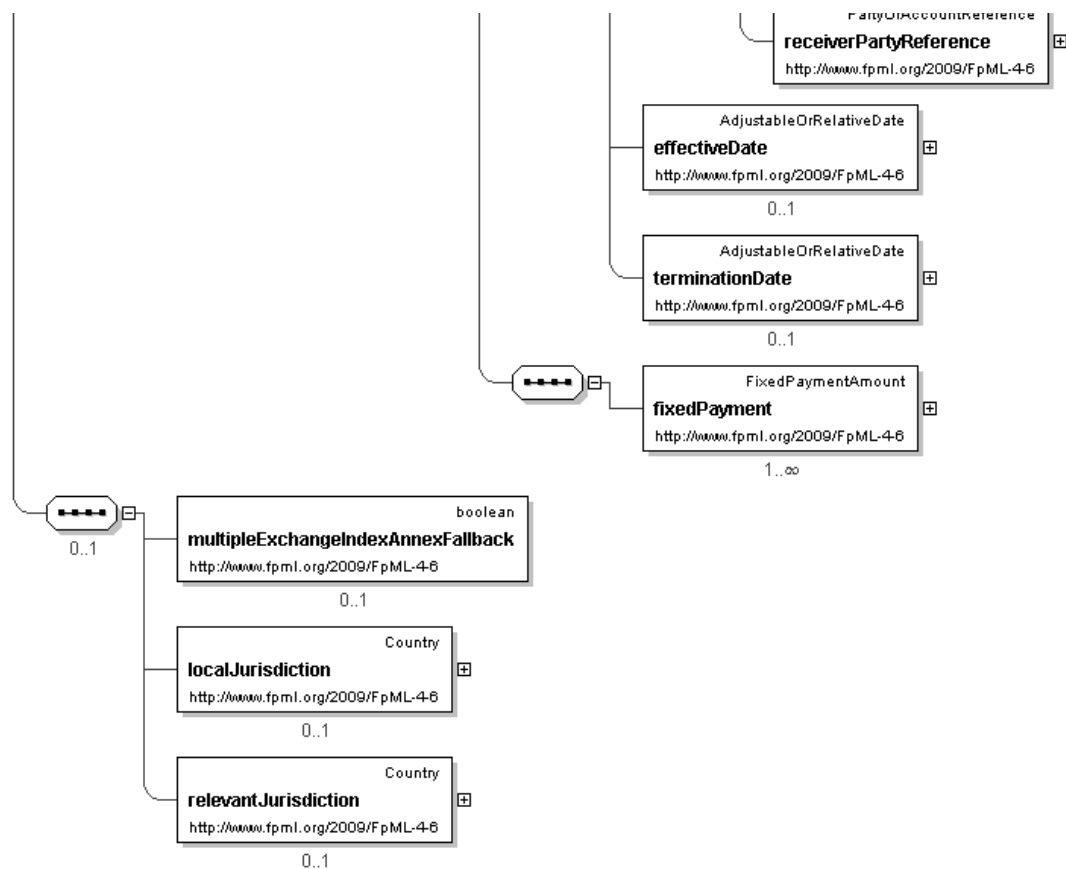 PartyOrAccountReference
receiverPartyReference
http://www.fpml.org/2009/FpML-4-6
AdjustableOrRelativeDate
effectiveDate
http://www.fpml.org/2009/FpML-4-6
0..1
AdjustableOrRelativeDate
terminationDate
http://www.fpml.org/2009/FpML-4-6
0..1
FixedPaymentAmount
fixedPayment
http://www.fpml.org/2009/FpML-4-6
1..∞
0..1
boolean
multipleExchangeIndexAnnexFallback
http://www.fpml.org/2009/FpML-4-6
0..1
Country
localJurisdiction
http://www.fpml.org/2009/FpML-4-6
0..1
Country
relevantJurisdiction
http://www.fpml.org/2009/FpML-4-6
0..1